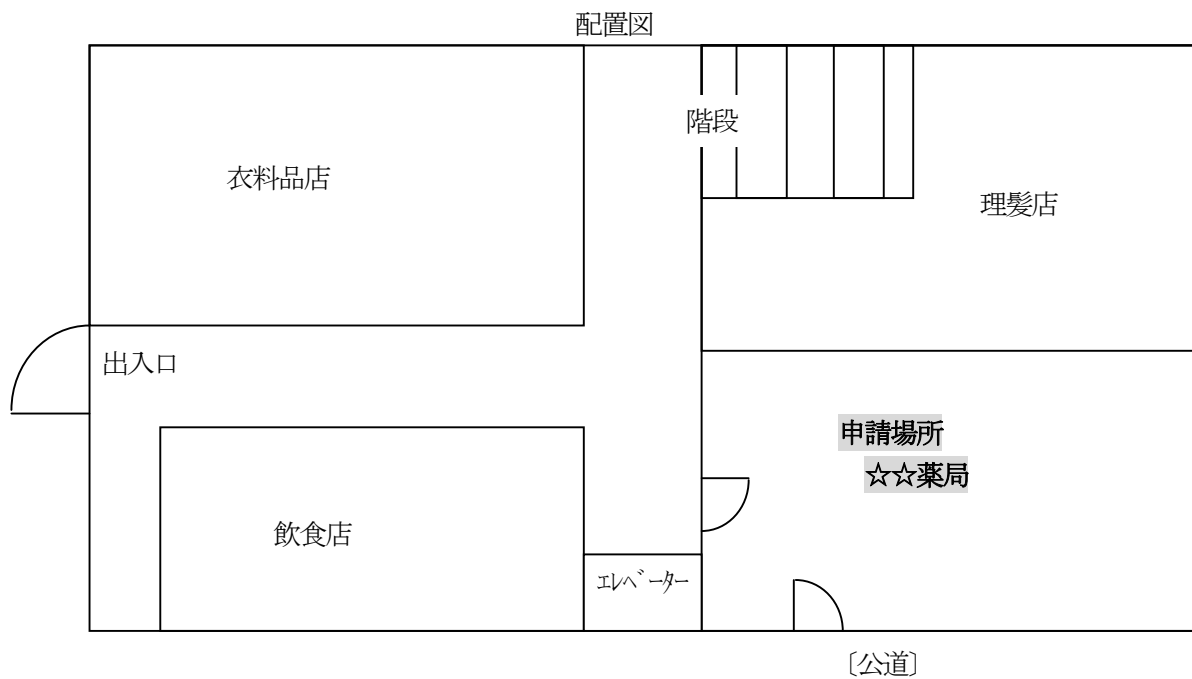 配置図
階段
衣料品店
理髪店
出入口
申請場所
☆☆薬局
飲食店
ｴﾚﾍﾞｰﾀｰ
〔公道〕